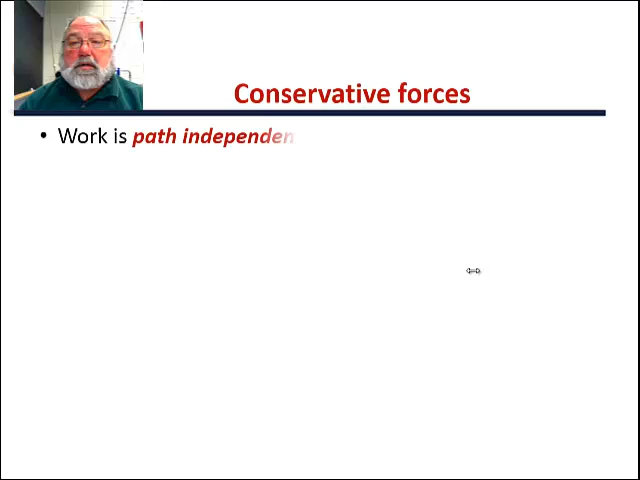 Conservative forces
• Work is path independen